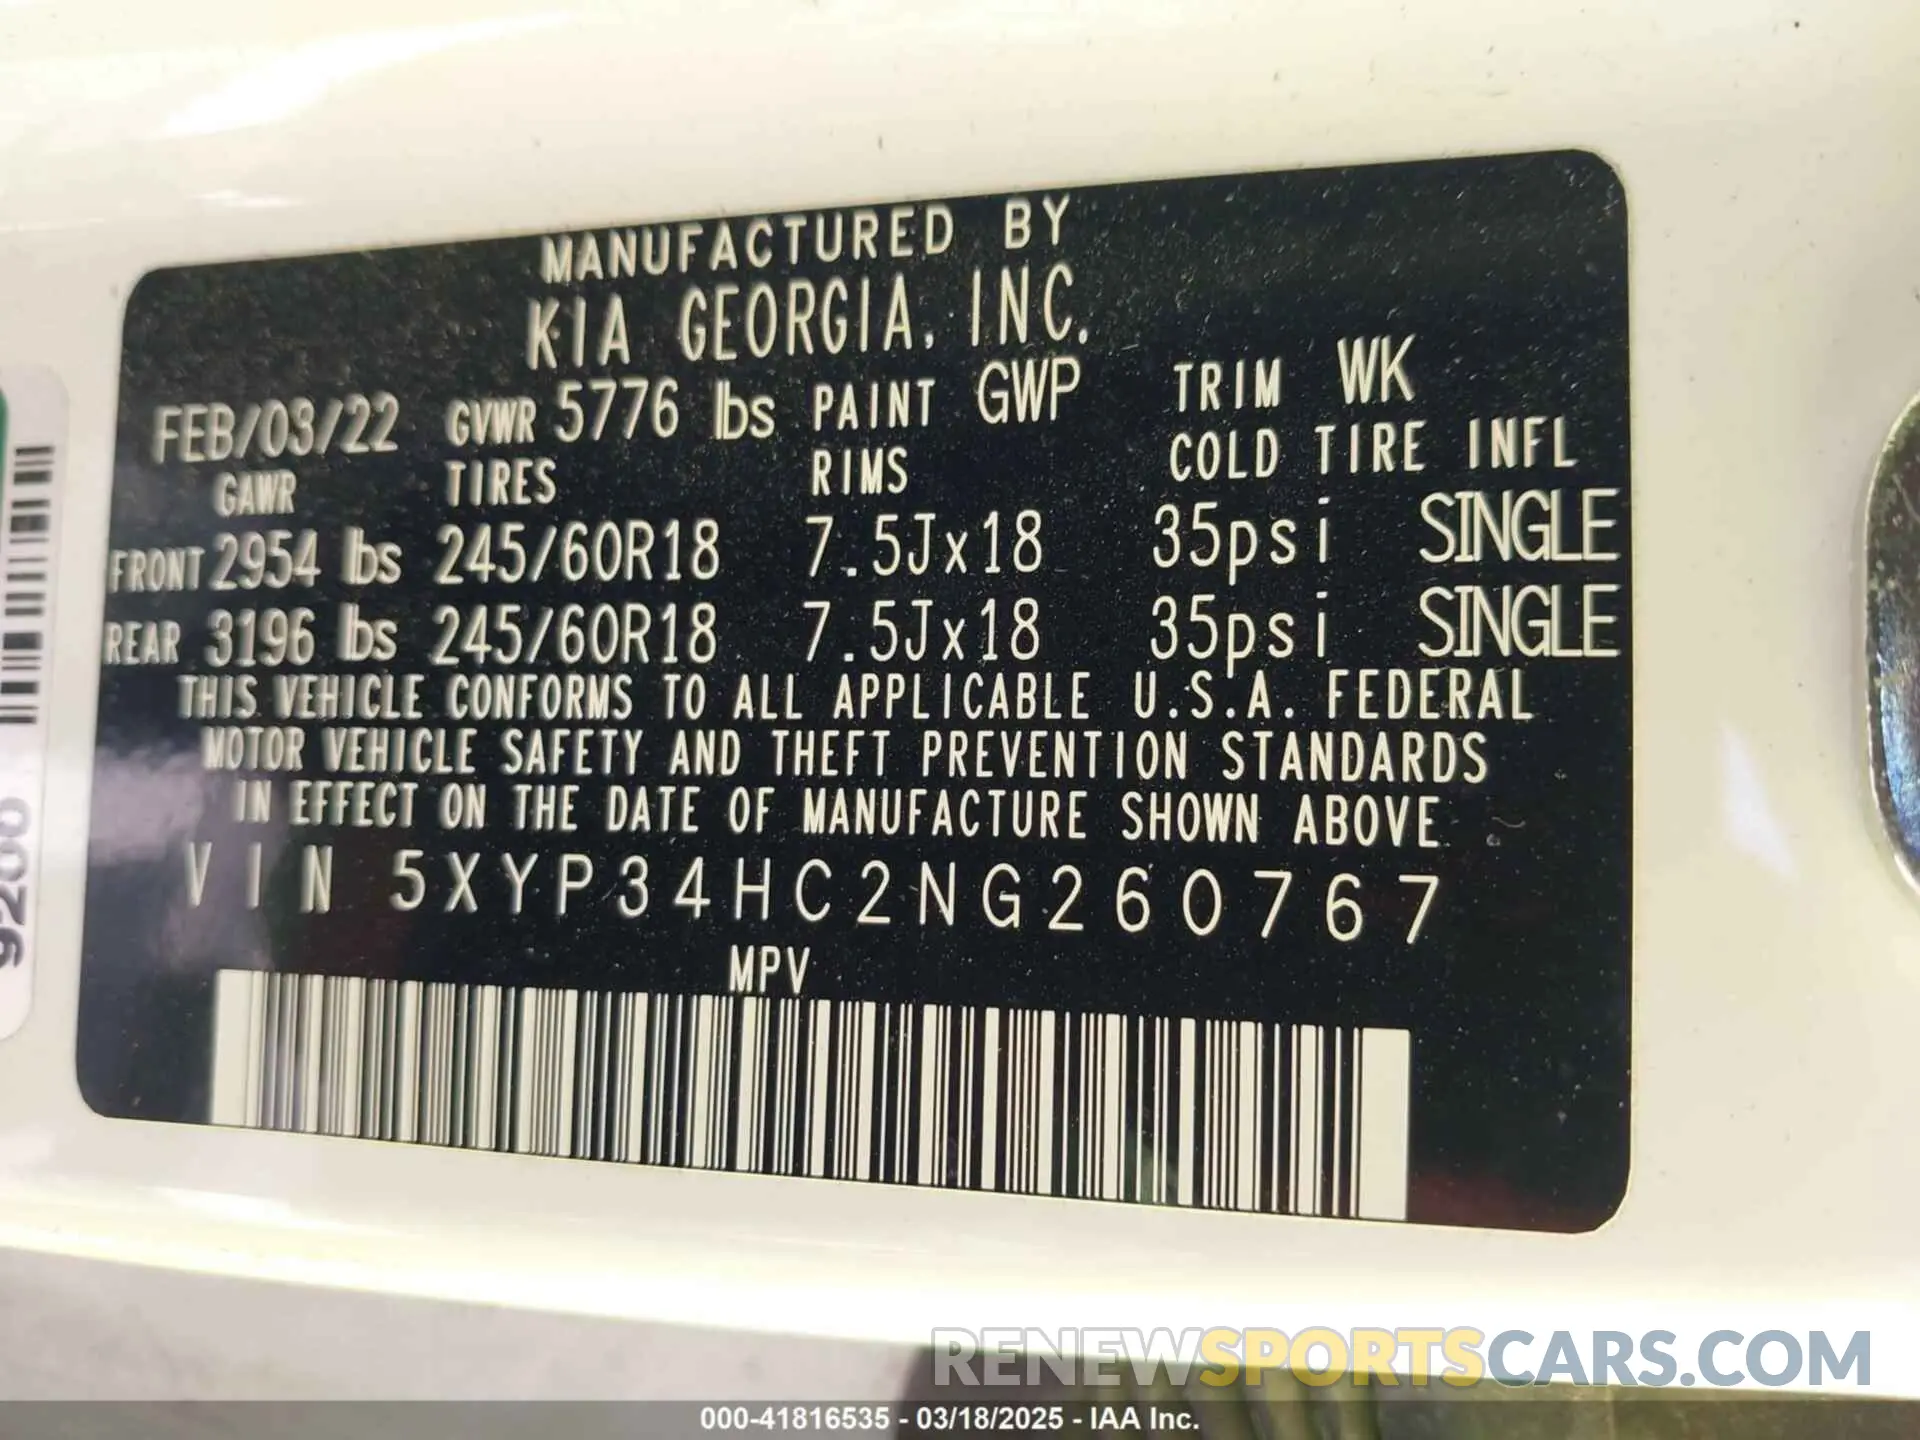 MANUFACTURED BY
KIA GEORGIA, INC.
FEB/03/22 GVWR 5776 lbs PAINT GWP TRIM WK
GAWR TIRES RIMS COLD TIRE INFL
FRONT 2954 lbs 245/60R18 7.5Jx18 35psi SINGLE
REAR 3196 lbs 245/60R18 7.5Jx18 35psi SINGLE
THIS VEHICLE CONFORMS TO ALL APPLICABLE U.S.A. FEDERAL
MOTOR VEHICLE SAFETY AND THEFT PREVENTION STANDARDS
IN EFFECT ON THE DATE OF MANUFACTURE SHOWN ABOVE
VIN 5XYP34HC2NG260767
MPV
9200
RENEWSPORTSCARS.COM
000-41816535 - 03/18/2025 - IAA Inc.